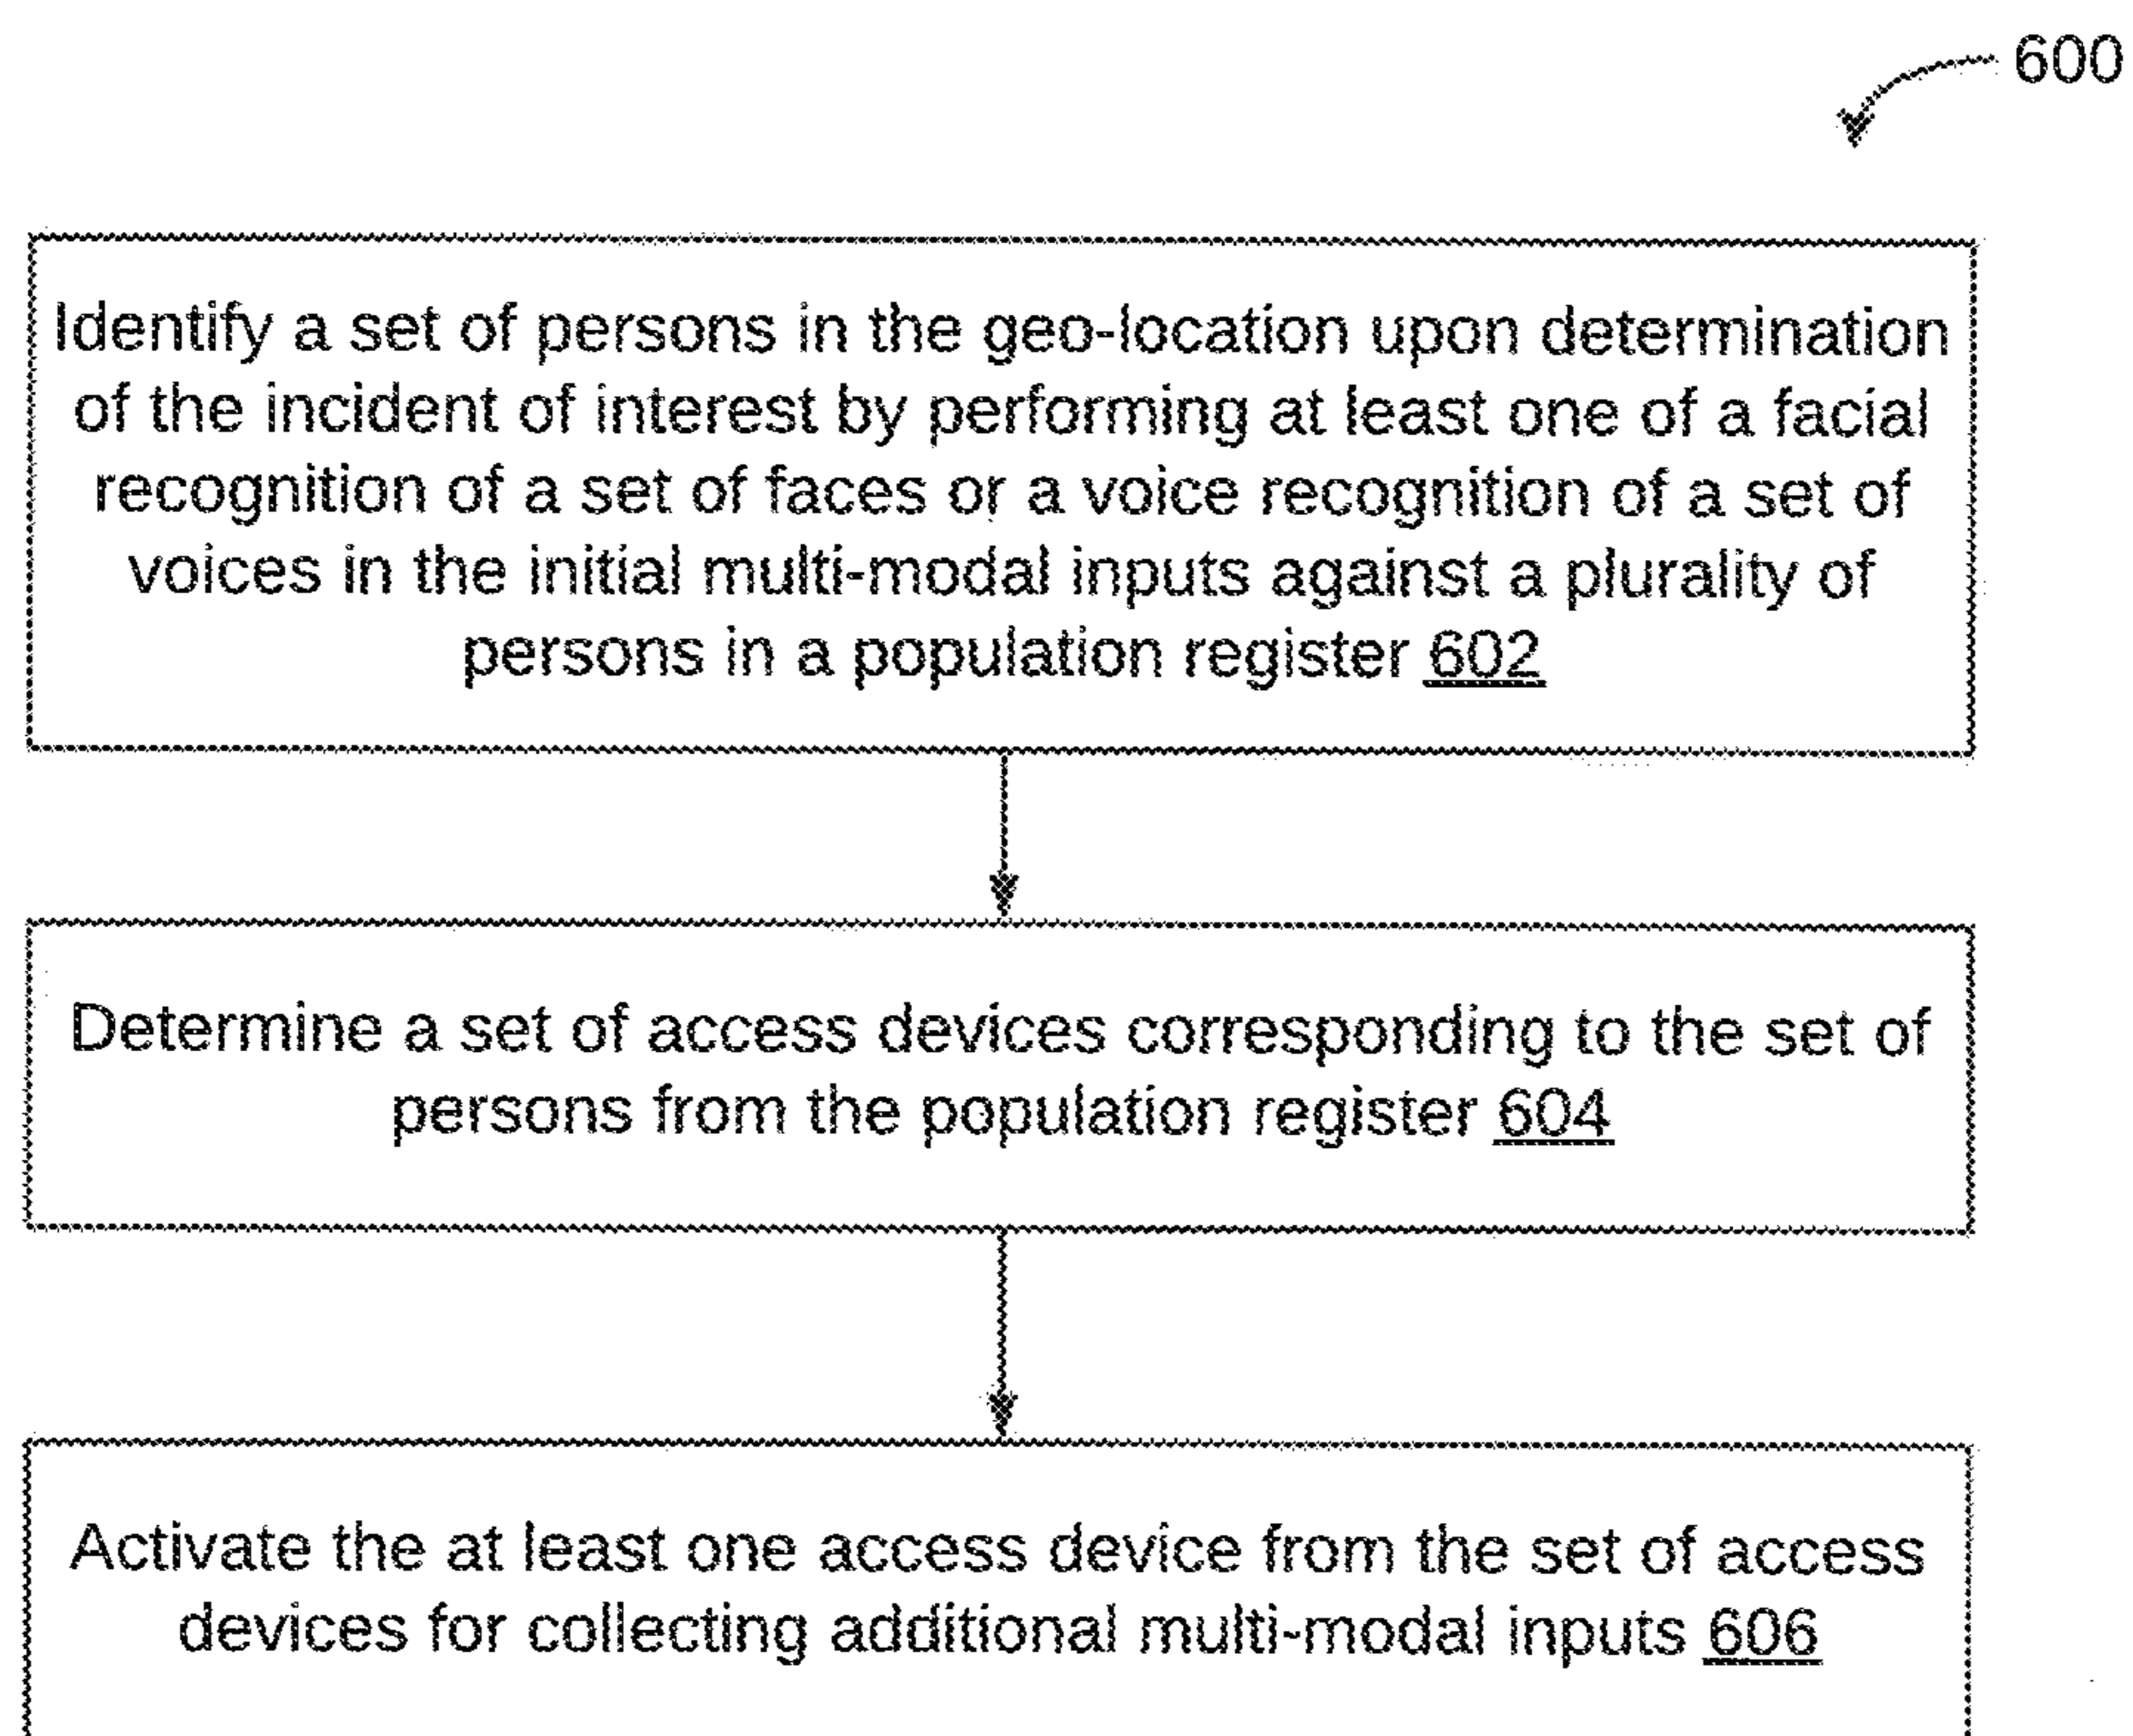 600
Identify a set of persons in the geo-location upon determination
of the incident of interest by performing at least one of a facial
recognition of a set of faces or a voice recognition of a set of
voices in the initial multi-modal inputs against a plurality of
persons in a population register 602
Determine a set of access devices corresponding to the set of
persons from the population register 604
Activate the at least one access device from the set of access
devices for collecting additional multi-modal inputs 606